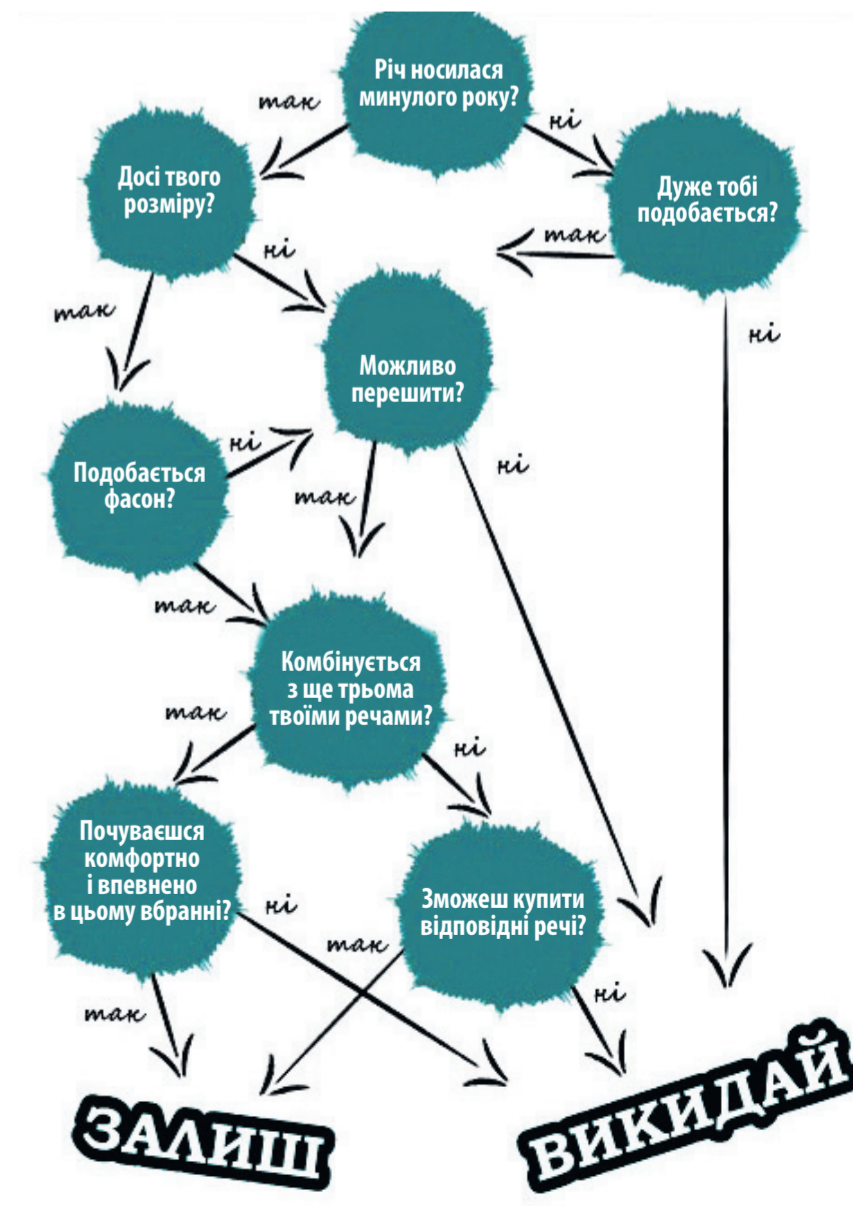 Річ носилася
минулого року?
так
ні
Досі твого
розміру?
Дуже тобі
подобається?
так
ні
так
ні
Можливо
перешити?
Подобається
фасон?
ні
так
ні
так
Комбінується
з ще трьома
твоїми речами?
так
ні
Почуваєшся
комфортно
і впевнено
в цьому вбранні?
ні
Зможеш купити
відповідні речі?
так
так
ні
ЗАЛИШ
ВИКИДАЙ